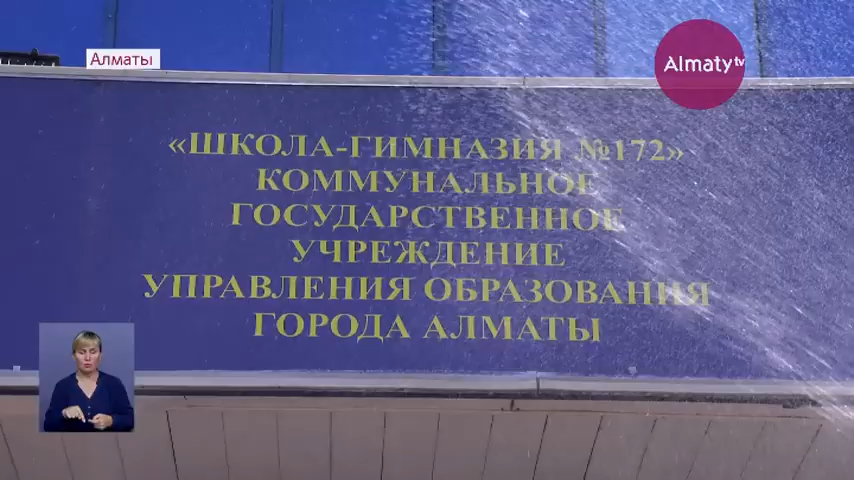 Алматы
Almaty tv
«ШКОЛА-ГИМНАЗИЯ №172»
КОММУНАЛЬНОЕ
ГОСУДАРСТВЕННОЕ
УЧРЕЖДЕНИЕ
УПРАВЛЕНИЯ ОБРАЗОВАНИЯ
ГОРОДА АЛМАТЫ